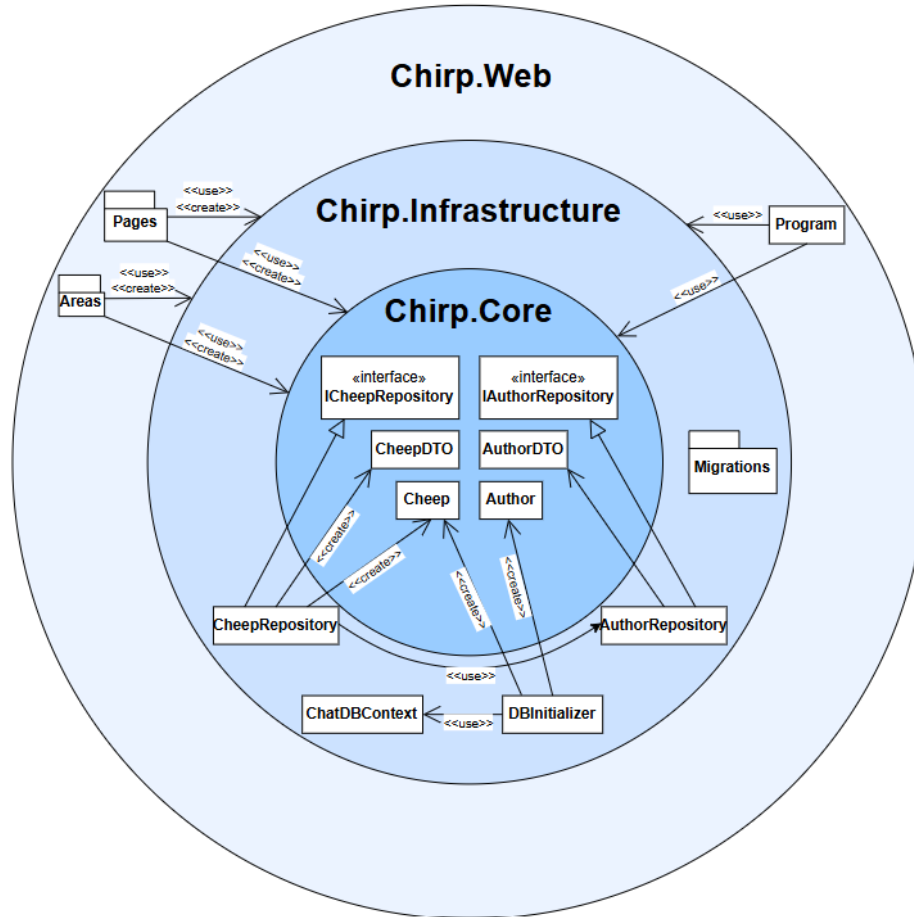 Chirp.Web
<<use>>
<<create>>
Pages
Chirp.Infrastructure
<<use>>
Program
<<use>>
<<create>>
<<use>>
<<create>>
Areas
<<use>>
Chirp.Core
<<use>>
<<create>>
«interface»
ICheepRepository
«interface»
IAuthorRepository
CheepDTO
AuthorDTO
Migrations
Cheep
Author
<<create>>
<<create>>
<<create>>
<<create>>
CheepRepository
AuthorRepository
<<use>>
ChatDBContext
<<use>>
DBInitializer